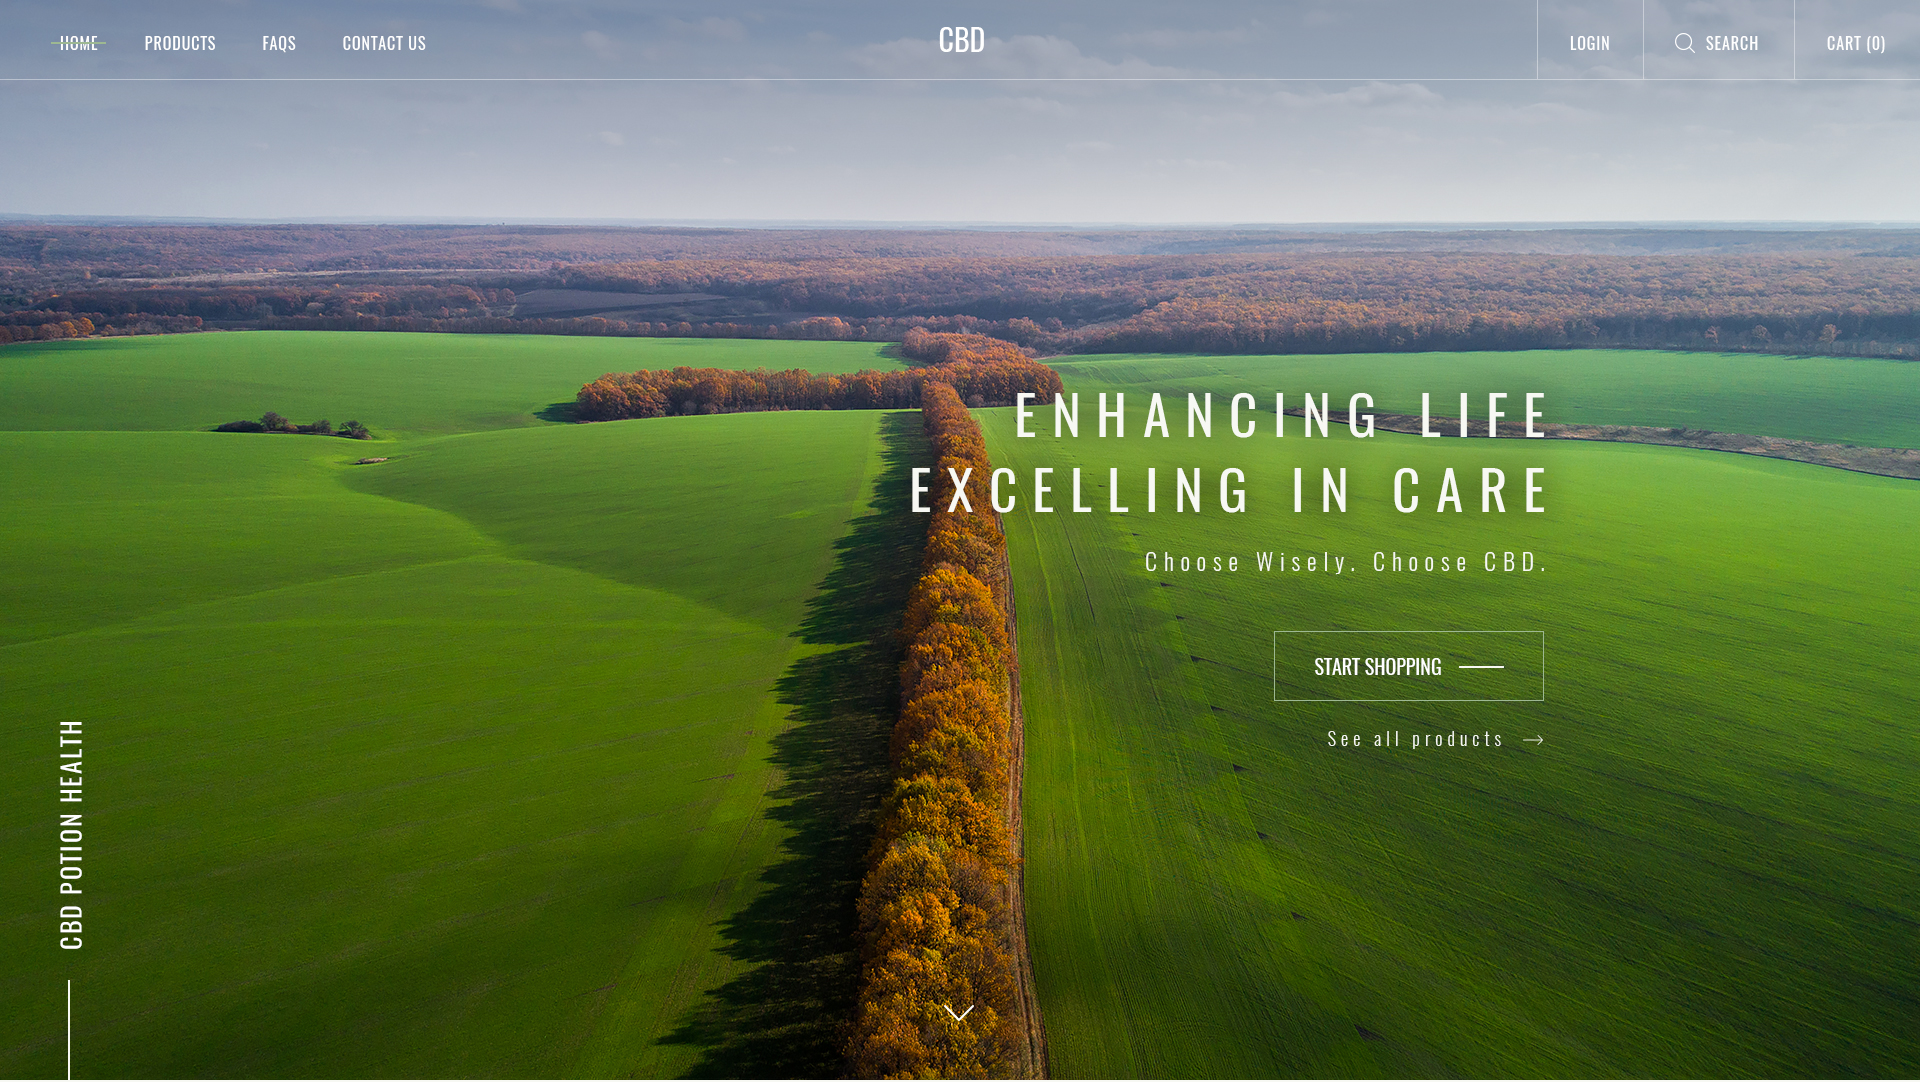 HOME
PRODUCTS
FAQS
CONTACT US
CBD
LOGIN
SEARCH
CART (0)
ENHANCING LIFE
EXCELLING IN CARE
Choose Wisely. Choose CBD.
START SHOPPING
See all products
CBD POTION HEALTH